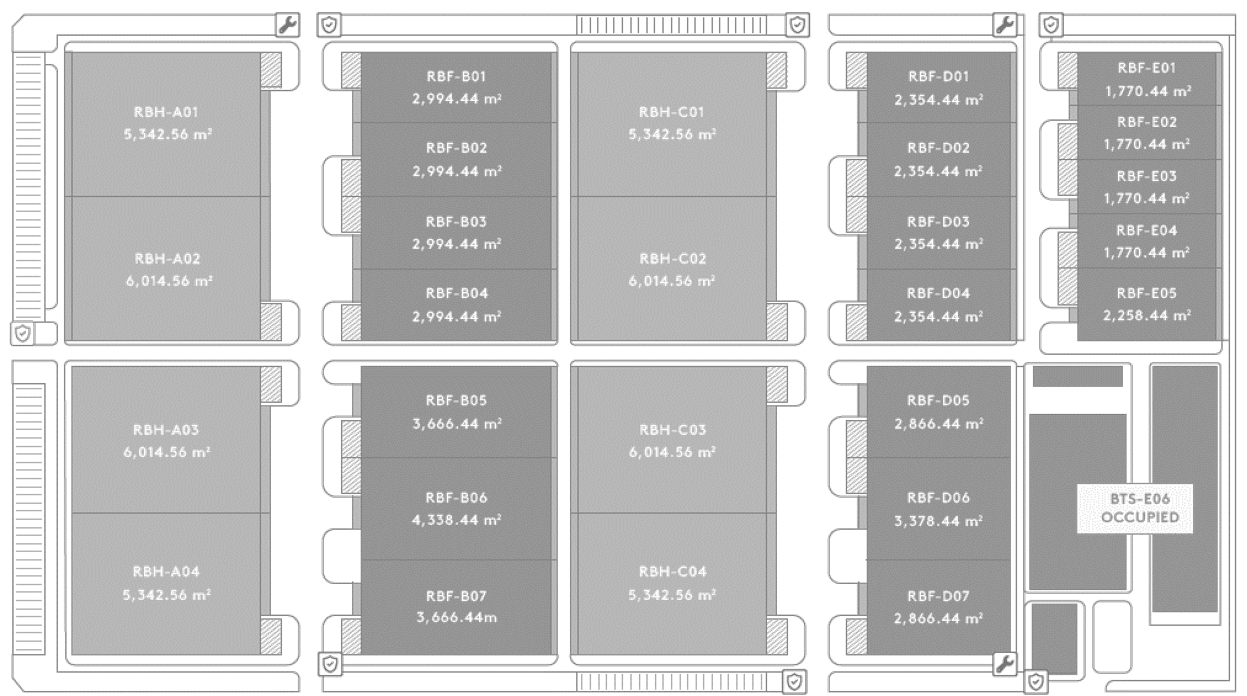 RBH-A01
5,342.56 m²
RBH-A02
6,014.56 m²
RBH-A03
6,014.56 m²
RBH-A04
5,342.56 m²
RBF-B01
2,994.44 m²
RBF-B02
2,994.44 m²
RBF-B03
2,994.44 m²
RBF-B04
2,994.44 m²
RBF-B05
3,666.44 m²
RBF-B06
4,338.44 m²
RBF-B07
3,666.44m
RBH-C01
5,342.56 m²
RBH-C02
6,014.56 m²
RBH-C03
6,014.56 m²
RBH-C04
5,342.56 m²
RBF-D01
2,354.44 m²
RBF-D02
2,354.44 m²
RBF-D03
2,354.44 m²
RBF-D04
2,354.44 m²
RBF-D05
2,866.44 m²
RBF-D06
3,378.44 m²
RBF-D07
2,866.44 m²
RBF-E01
1,770.44 m²
RBF-E02
1,770.44 m²
RBF-E03
1,770.44 m²
RBF-E04
1,770.44 m²
RBF-E05
2,258.44 m²
BTS-E06
OCCUPIED